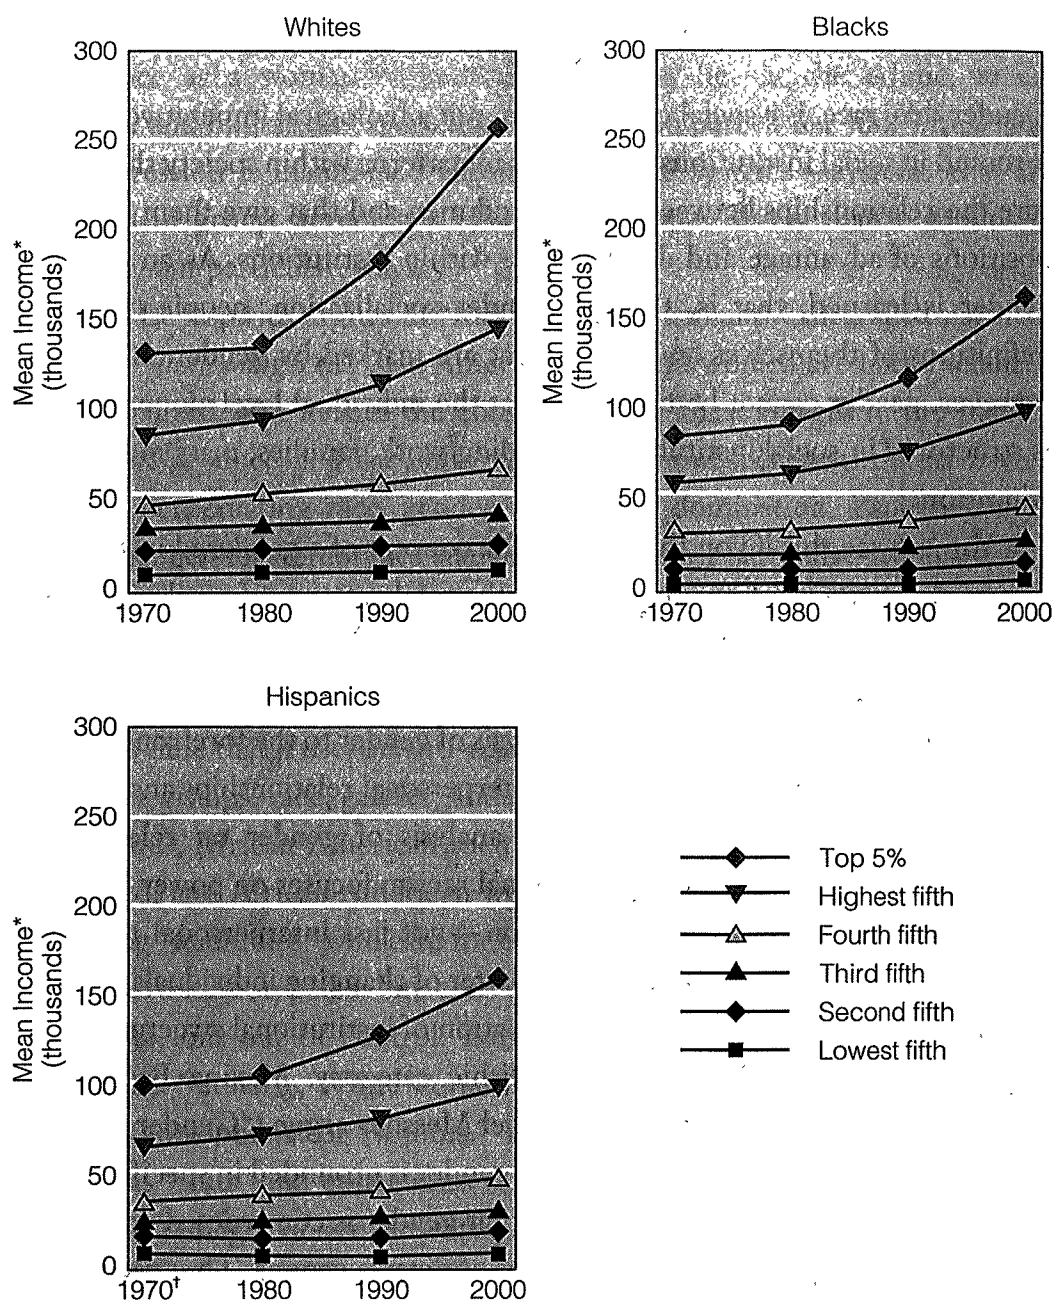 Whites
300
250
200
150
100
50
0
Mean Income*
(thousands)
1970
1980
1990
2000
Blacks
300
250
200
150
100
50
0
Mean Income*
(thousands)
1970
1980
1990
2000
Hispanics
300
250
200
150
100
50
0
Mean Income*
(thousands)
1970†
1980
1990
2000
Top 5%
Highest fifth
Fourth fifth
Third fifth
Second fifth
Lowest fifth